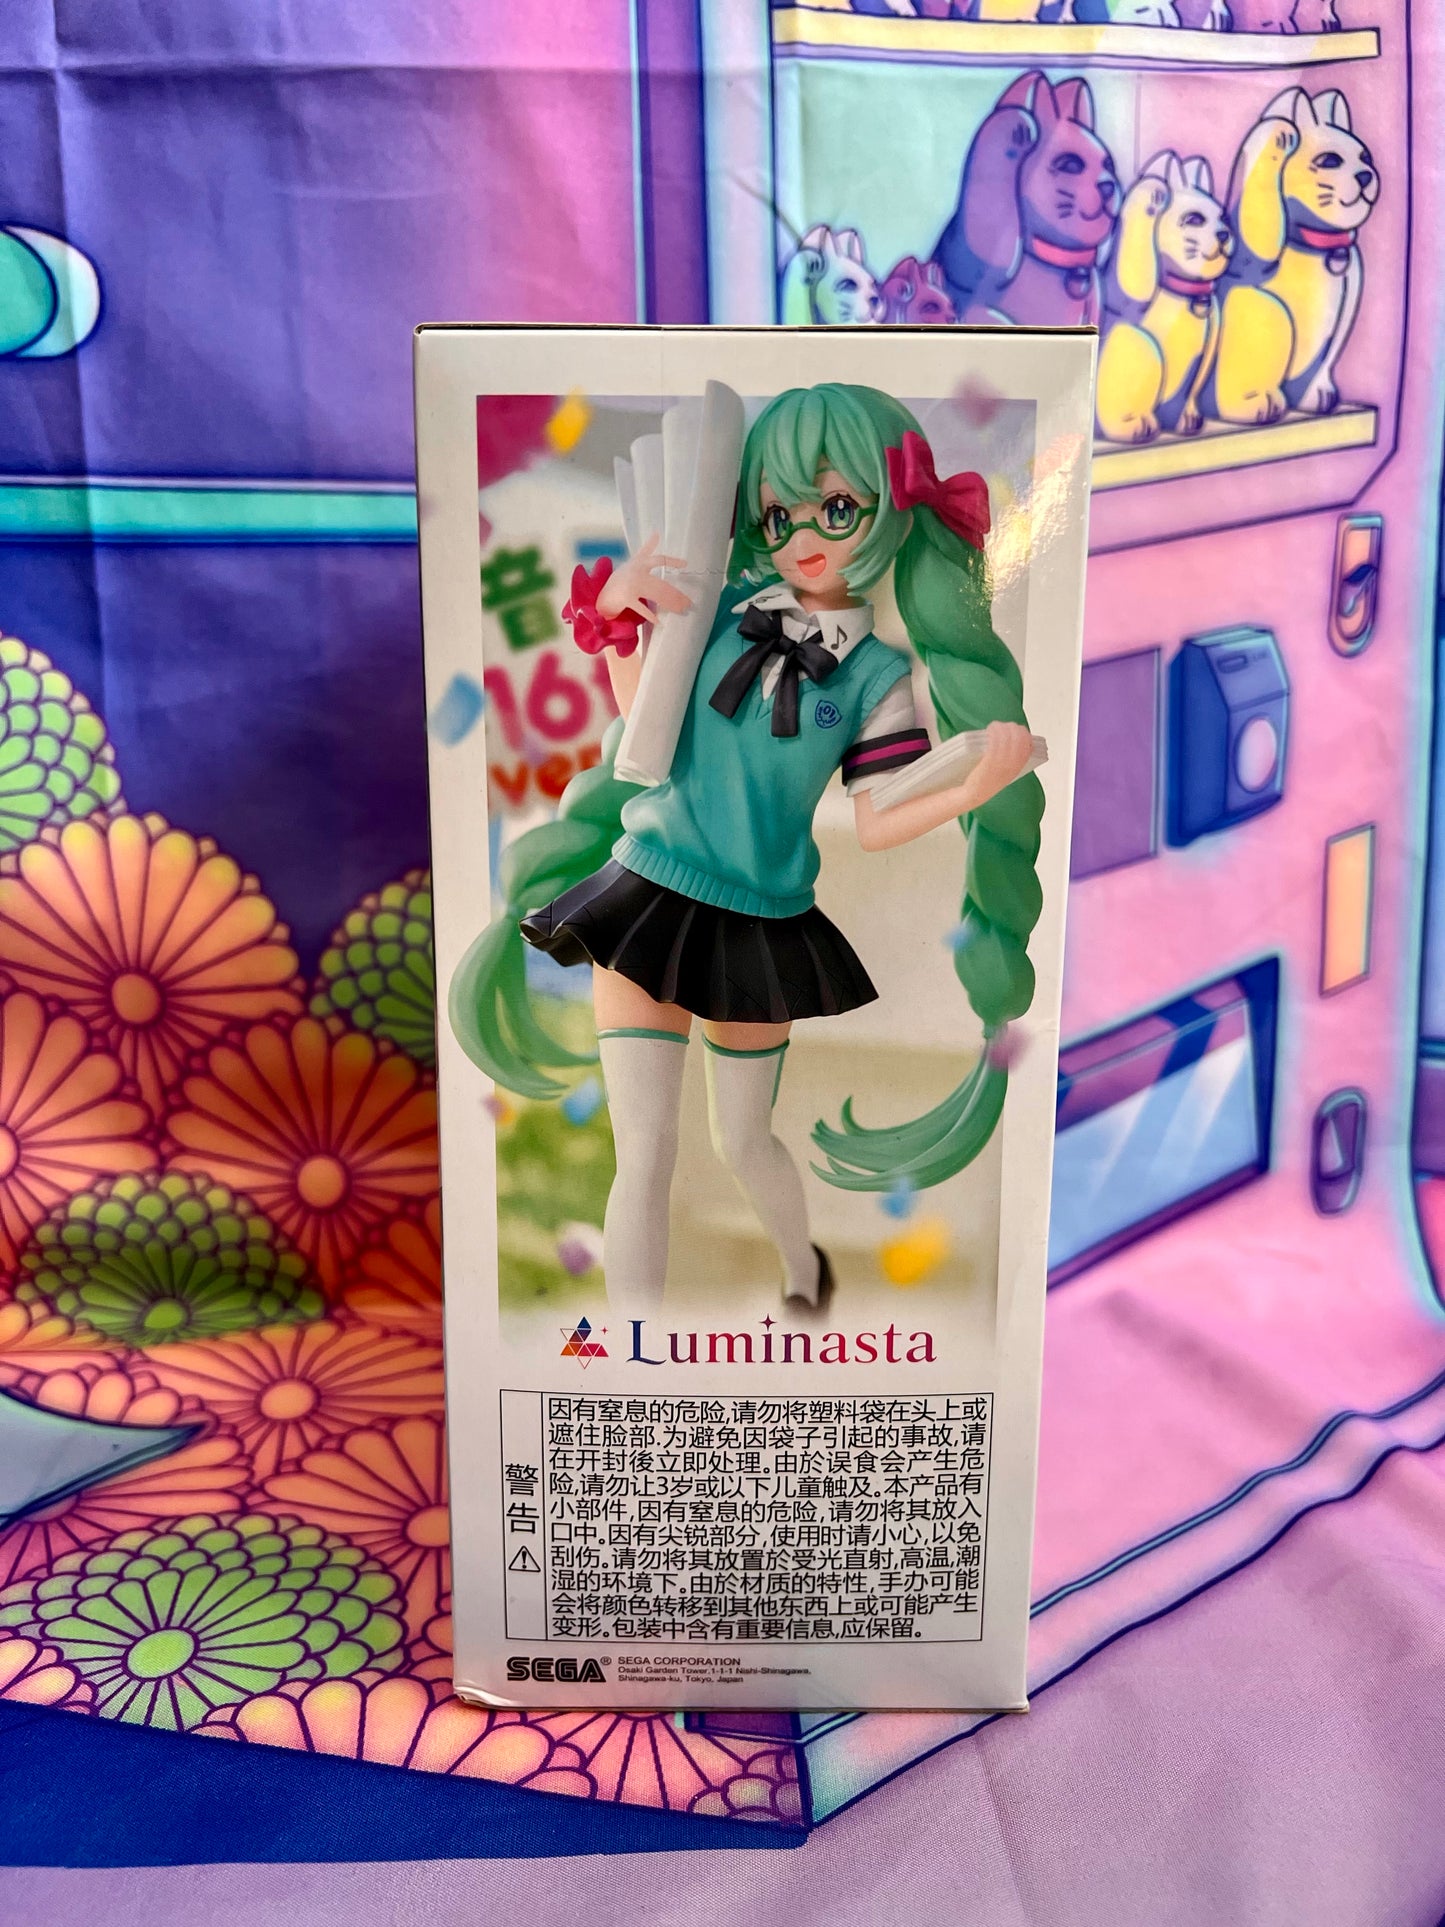 音
16t
ver
101
Luminasta
警告
因有窒息的危险,请勿将塑料袋在头上或
遮住脸部.为避免因袋子引起的事故,请
在开封後立即处理。由於误食会产生危
险,请勿让3岁或以下儿童触及。本产品有
小部件,因有窒息的危险,请勿将其放入
口中。因有尖锐部分,使用时请小心,以免
刮伤。请勿将其放置於受光直射,高温,潮
湿的环境下。由於材质的特性,手办可能
会将颜色转移到其他东西上或可能产生
变形。包装中含有重要信息,应保留。
SEGA® SEGA CORPORATION
Osaki Garden Tower,1-1-1 Nishi-Shinagawa,
Shinagawa-ku, Tokyo, Japan